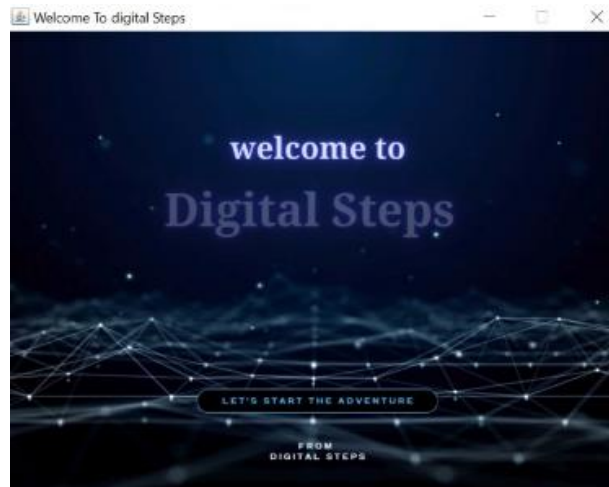 Welcome To digital Steps
welcome to
Digital Steps
LET'S START THE ADVENTURE
FROM
DIGITAL STEPS